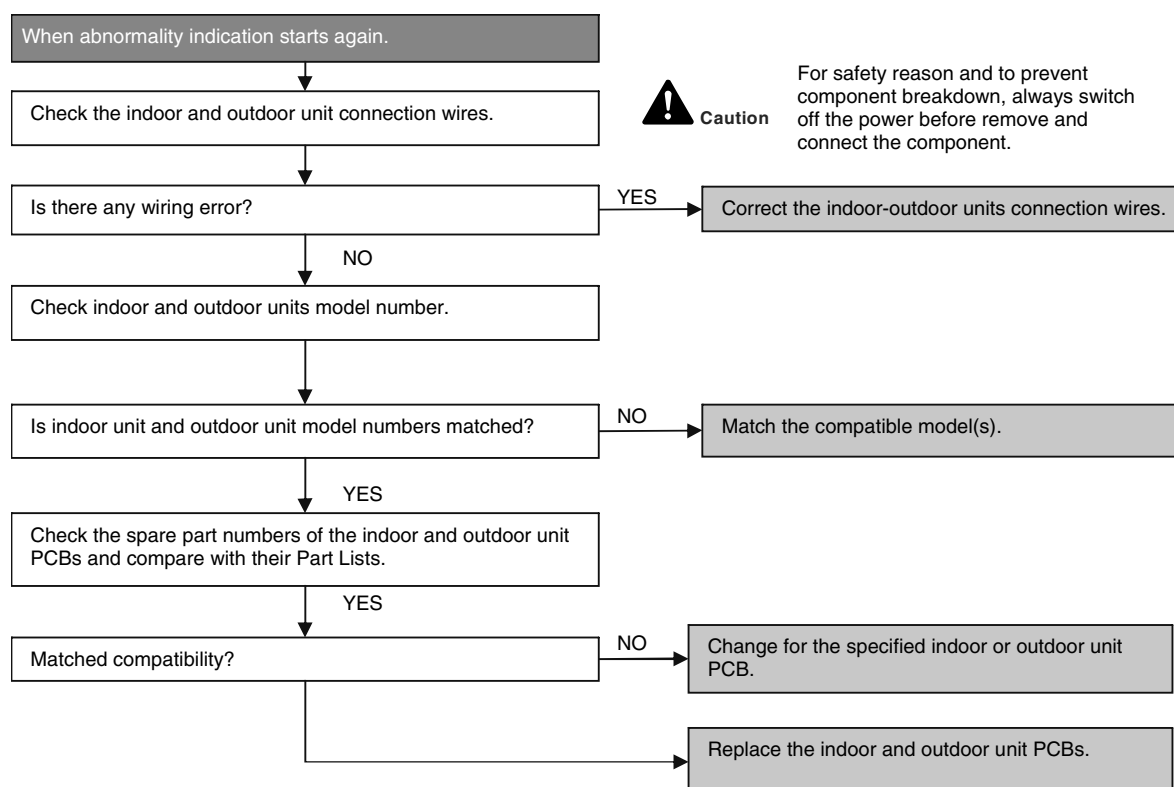 When abnormality indication starts again.
Check the indoor and outdoor unit connection wires.
Caution
For safety reason and to prevent
component breakdown, always switch
off the power before remove and
connect the component.
Is there any wiring error?
YES
Correct the indoor-outdoor units connection wires.
NO
Check indoor and outdoor units model number.
Is indoor unit and outdoor unit model numbers matched?
NO
Match the compatible model(s).
YES
Check the spare part numbers of the indoor and outdoor unit
PCBs and compare with their Part Lists.
YES
Matched compatibility?
NO
Change for the specified indoor or outdoor unit
PCB.
Replace the indoor and outdoor unit PCBs.